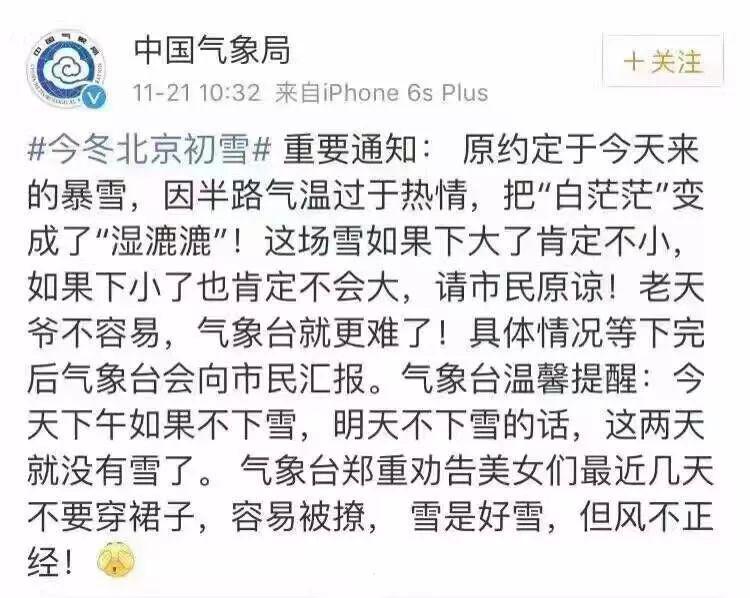 中国气象局
+关注
11-21 10:32 来自iPhone 6s Plus
#今冬北京初雪# 重要通知： 原约定于今天来
的暴雪，因半路气温过于热情，把“白茫茫”变
成了“湿漉漉”！这场雪如果下大了肯定不小，
如果下小了也肯定不会大，请市民原谅！老天
爷不容易，气象台就更难了！具体情况等下完
后气象台会向市民汇报。气象台温馨提醒：今
天下午如果不下雪，明天不下雪的话，这两天
就没有雪了。 气象台郑重劝告美女们最近几天
不要穿裙子，容易被撩， 雪是好雪，但风不正
经！